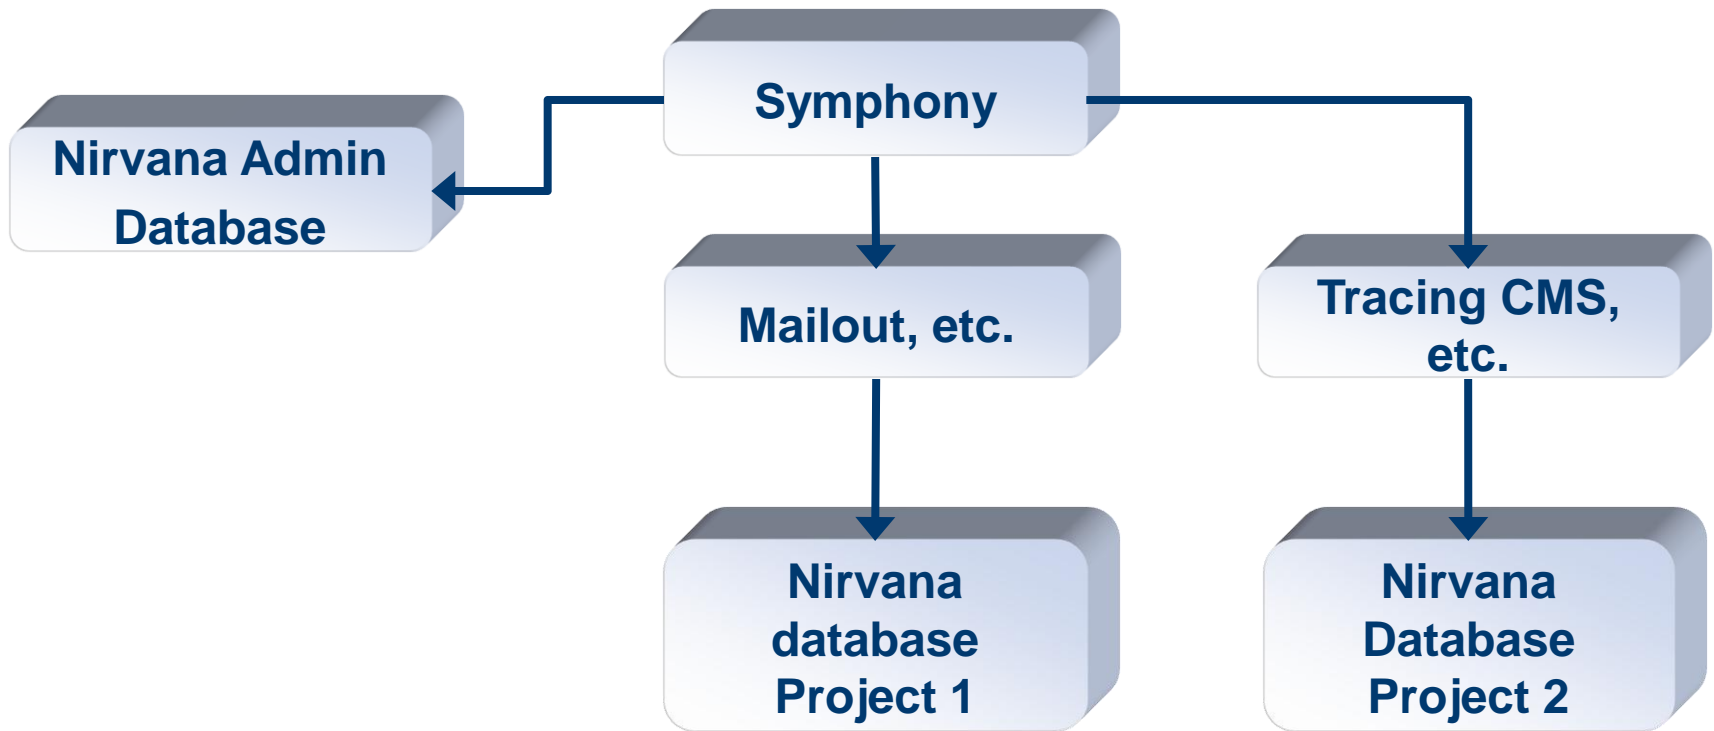 Symphony
Nirvana Admin
Database
Mailout, etc.
Tracing CMS,
etc.
Nirvana
database
Project 1
Nirvana
Database
Project 2